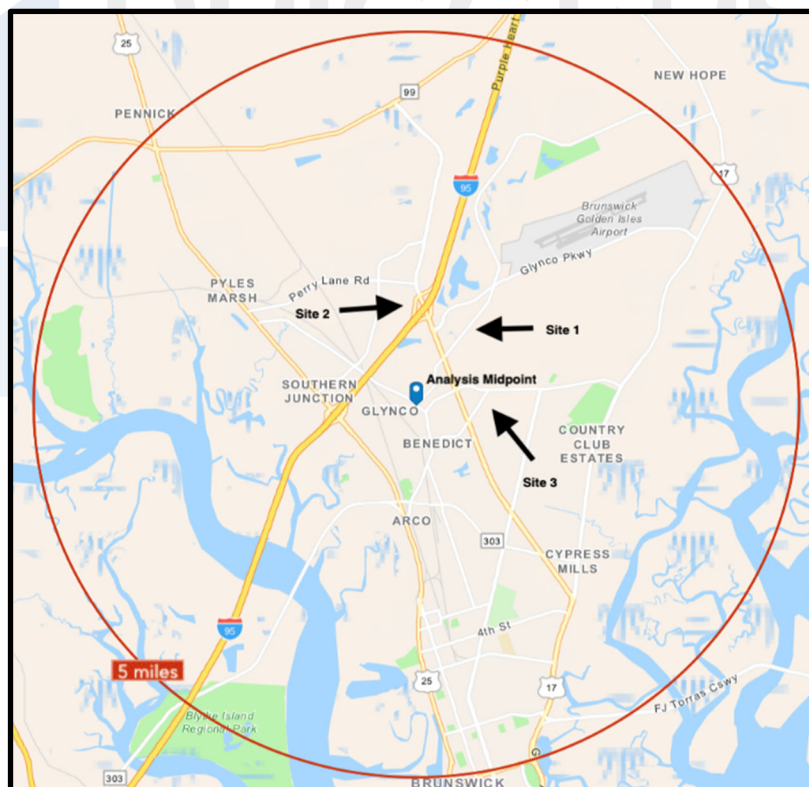 25
Purple Heart
NEW HOPE
99
PENNICK
17
95
Brunswick
Golden Isles
Airport
Glynco Pkwy
PYLES
MARSH
Perry Lane Rd
Site 2
Site 1
Analysis Midpoint
SOUTHERN
JUNCTION
GLYNCO
BENEDICT
COUNTRY
CLUB
ESTATES
Site 3
ARCO
303
CYPRESS
MILLS
95
4th St
5 miles
25
17
FJ Torras Cswy
Blythe Island
Regional Park
303
G
BRUNSWICK